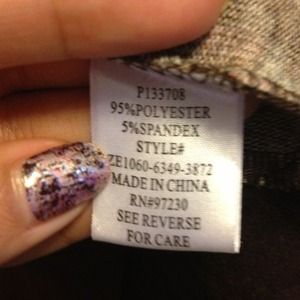 P133708
95%POLYESTER
5%SPANDEX
STYLE#
ZE1060-6349-3872
MADE IN CHINA
RN#97230
SEE REVERSE
FOR CARE